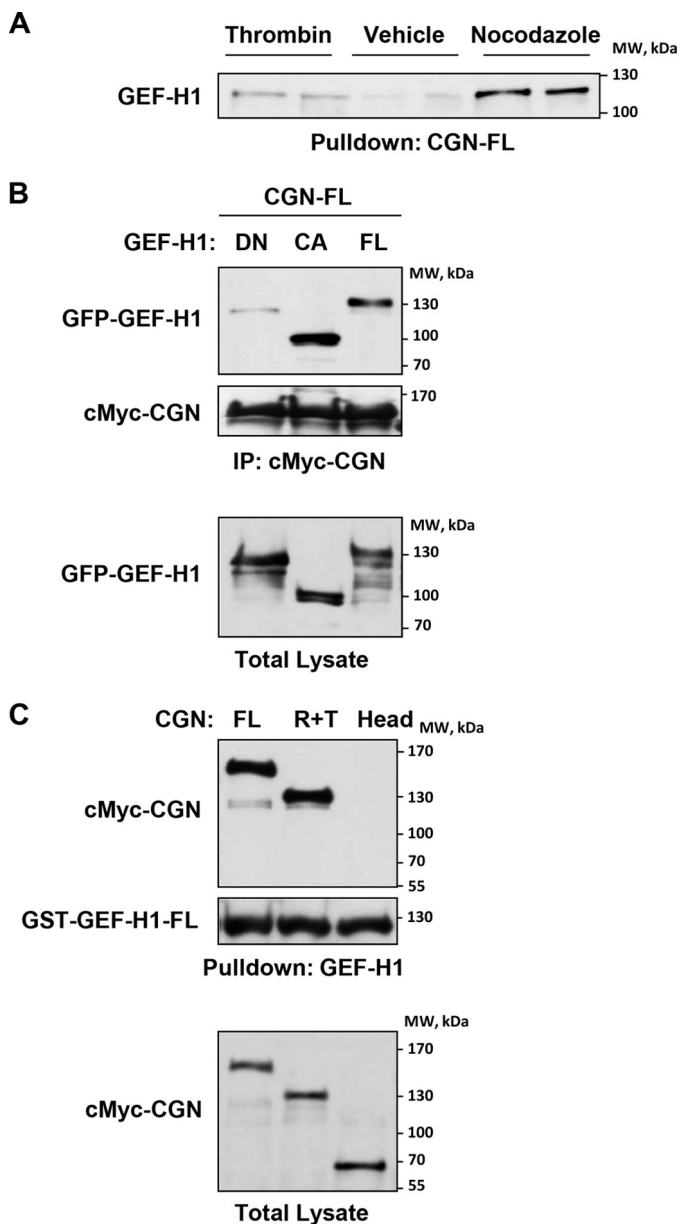 A
Thrombin Vehicle Nocodazole
MW, kDa
GEF-H1
130
100
Pulldown: CGN-FL
B
CGN-FL
GEF-H1: DN CA FL
MW, kDa
GFP-GEF-H1
130
100
70
cMyc-CGN
170
IP: cMyc-CGN
MW, kDa
GFP-GEF-H1
130
100
70
Total Lysate
C
CGN: FL R+T Head MW, kDa
170
cMyc-CGN
130
100
70
55
GST-GEF-H1-FL
130
Pulldown: GEF-H1
MW, kDa
170
cMyc-CGN
130
100
70
55
Total Lysate